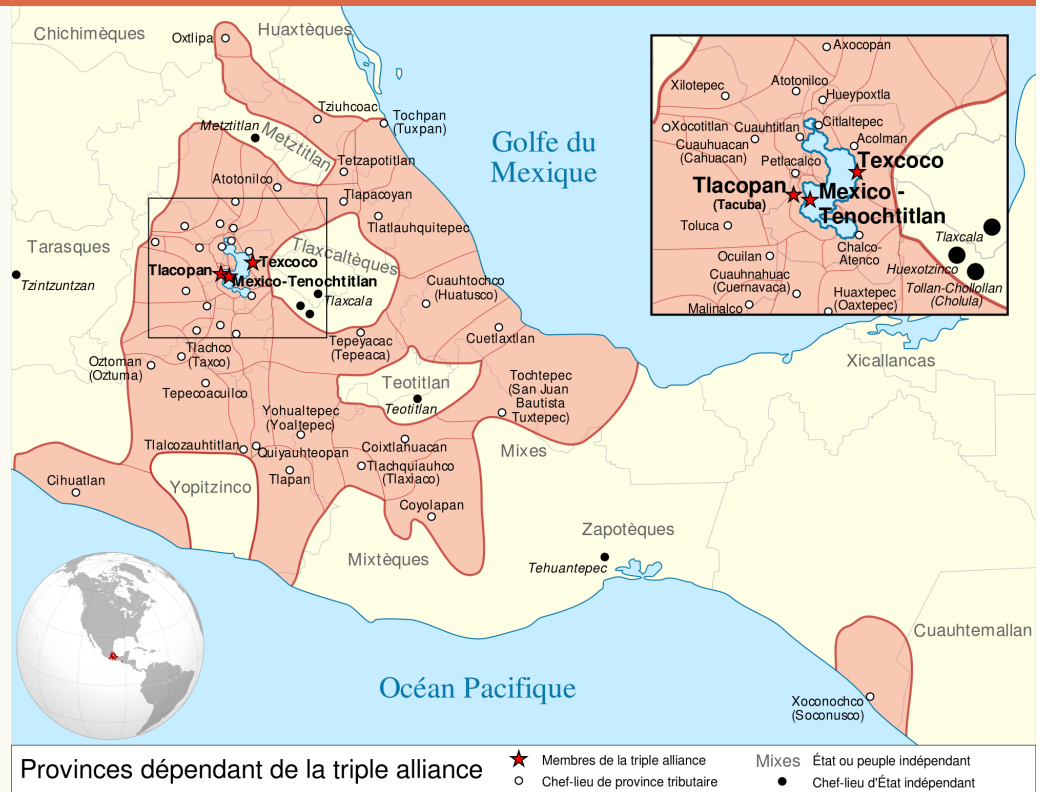 Chichimèques
Oxtlipa
Huaxtèques
Tziuhcoac
Tochpan
(Tuxpan)
Metztitlan
Metztitlan
Tetzapotitlan
Atotonilco
Tlapacoyan
Tlatlauhquitepec
Tarasques
Tzintzuntzan
Tlaxcaltèques
Tlacopan
Texcoco
Mexico-Tenochtitlan
Tlaxcala
Cuauhtochco
(Huatusco)
Cuetlaxtlan
Tepeyacac
(Tepeaca)
Tlachco
(Taxco)
Oztoman
(Oztuma)
Tepecoacuilco
Teotitlan
Teotitlan
Tochtepec
(San Juan
Bautista
Tuxtepec)
Yohualtepec
(Yoaltepec)
Tlalcozauhtitlan
Quiyauhteopan
Coixtlahuacan
Tlapan
Tlachquiauhco
(Tlaxiaco)
Coyolapan
Cihuatlan
Yopitzinco
Mixtèques
Mixes
Zapotèques
Tehuantepec
Xicallancas
Cuauhtemallan
Xoconochco
(Soconusco)
Golfe du
Mexique
Océan Pacifique
Axocopan
Xilotepec
Atotonilco
Hueypoxtla
Xocotitlan
Cuauhtitlan
Citlaltepec
Cuauhuacan
(Cahuacan)
Acolman
Petlacalco
Texcoco
Tlacopan
(Tacuba)
Mexico -
Tenochtitlan
Toluca
Chalco-
Atenco
Tlaxcala
Ocuilan
Huexotzinco
Cuauhnahuac
(Cuernavaca)
Tollan-Chollollan
(Cholula)
Huaxtepec
(Oaxtepec)
Malinalco
Provinces dépendant de la triple alliance
Membres de la triple alliance
Chef-lieu de province tributaire
Mixes
État ou peuple indépendant
Chef-lieu d'État indépendant